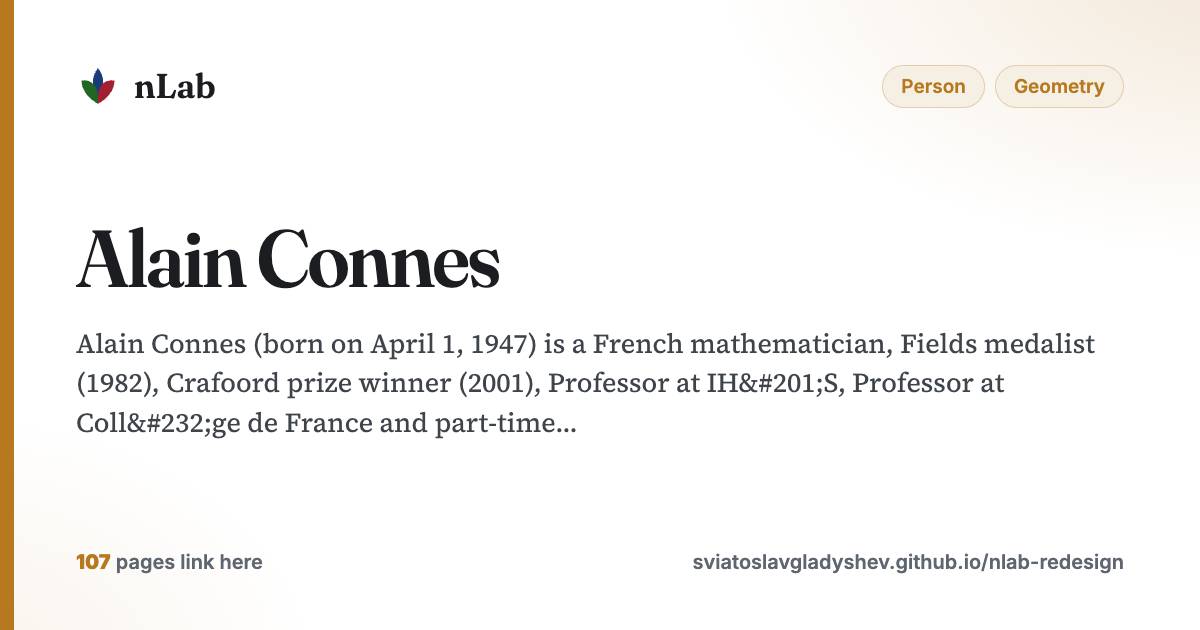 nLab
Person
Geometry
Alain Connes
Alain Connes (born on April 1, 1947) is a French mathematician, Fields medalist
(1982), Crafoord prize winner (2001), Professor at IH&#201;S, Professor at
Coll&#232;ge de France and part-time...
107 pages link here
sviatoslavgladyshev.github.io/nlab-redesign